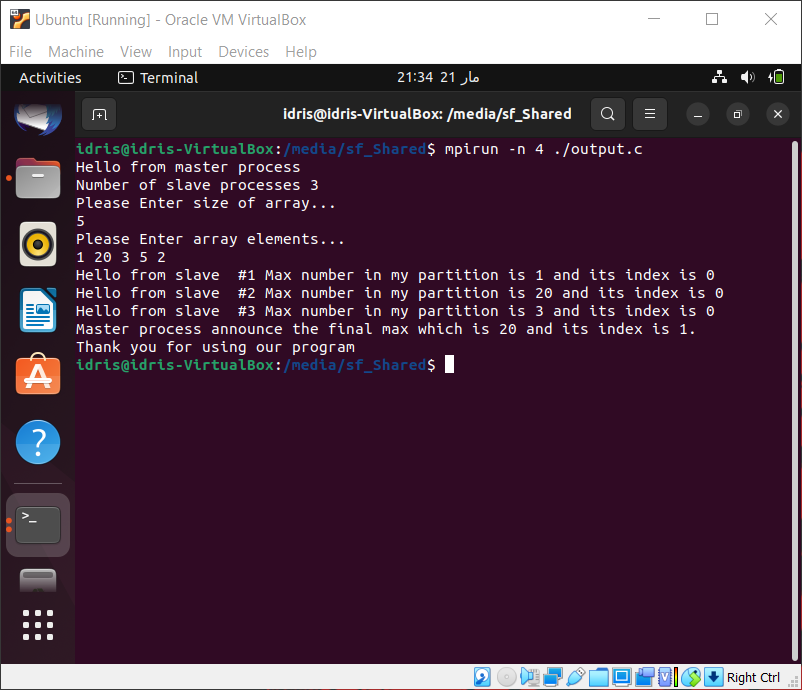 Ubuntu [Running] - Oracle VM VirtualBox
File Machine View Input Devices Help
Activities Terminal 21:34 21 مار
idris@idris-VirtualBox: /media/sf_Shared
idris@idris-VirtualBox:/media/sf_Shared$ mpirun -n 4 ./output.c
Hello from master process
Number of slave processes 3
Please Enter size of array...
5
Please Enter array elements...
1 20 3 5 2
Hello from slave  #1 Max number in my partition is 1 and its index is 0
Hello from slave  #2 Max number in my partition is 20 and its index is 0
Hello from slave  #3 Max number in my partition is 3 and its index is 0
Master process announce the final max which is 20 and its index is 1.
Thank you for using our program
idris@idris-VirtualBox:/media/sf_Shared$
Right Ctrl